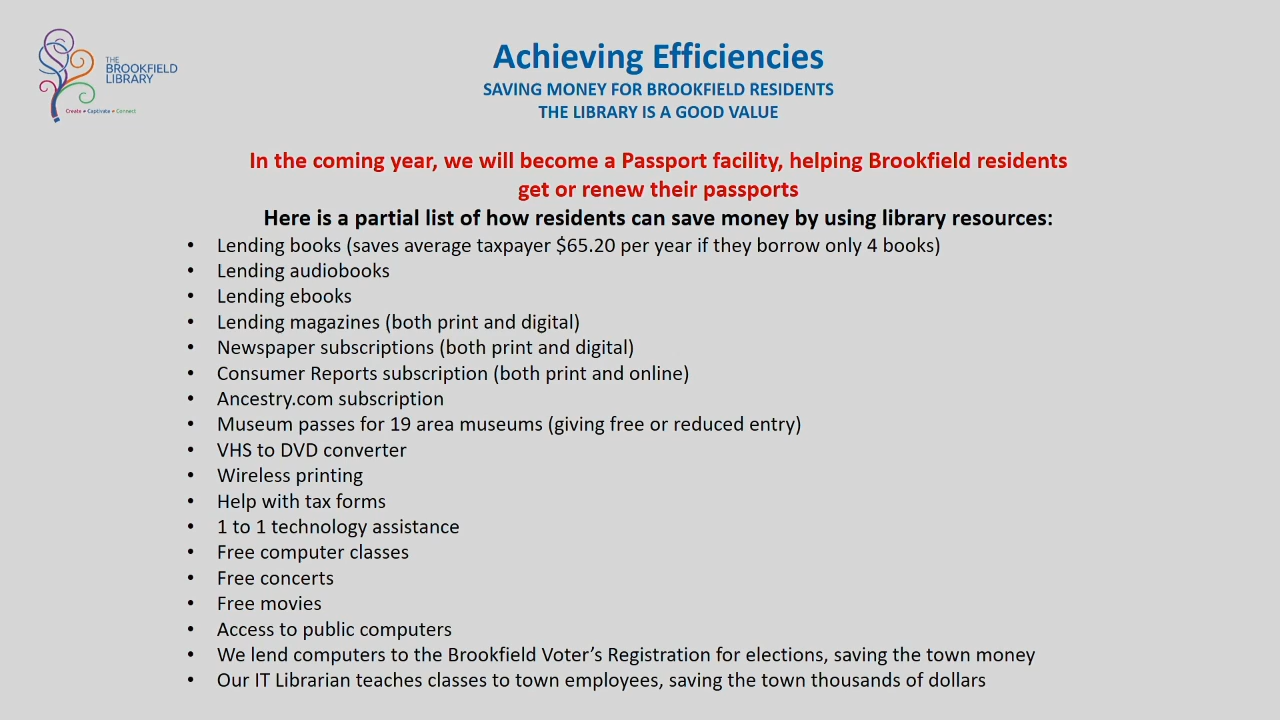 THE
BROOKFIELD
LIBRARY
Create • Captivate • Connect
Achieving Efficiencies
SAVING MONEY FOR BROOKFIELD RESIDENTS
THE LIBRARY IS A GOOD VALUE
In the coming year, we will become a Passport facility, helping Brookfield residents
get or renew their passports
Here is a partial list of how residents can save money by using library resources:
• Lending books (saves average taxpayer $65.20 per year if they borrow only 4 books)
• Lending audiobooks
• Lending ebooks
• Lending magazines (both print and digital)
• Newspaper subscriptions (both print and digital)
• Consumer Reports subscription (both print and online)
• Ancestry.com subscription
• Museum passes for 19 area museums (giving free or reduced entry)
• VHS to DVD converter
• Wireless printing
• Help with tax forms
• 1 to 1 technology assistance
• Free computer classes
• Free concerts
• Free movies
• Access to public computers
• We lend computers to the Brookfield Voter’s Registration for elections, saving the town money
• Our IT Librarian teaches classes to town employees, saving the town thousands of dollars